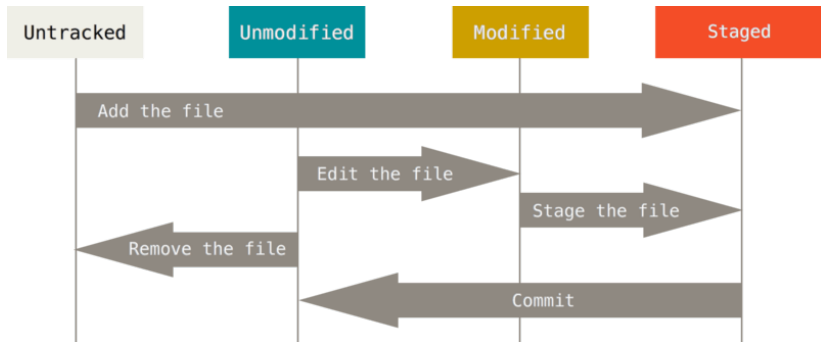 Untracked
Unmodified
Modified
Staged
Add the file
Edit the file
Stage the file
Remove the file
Commit